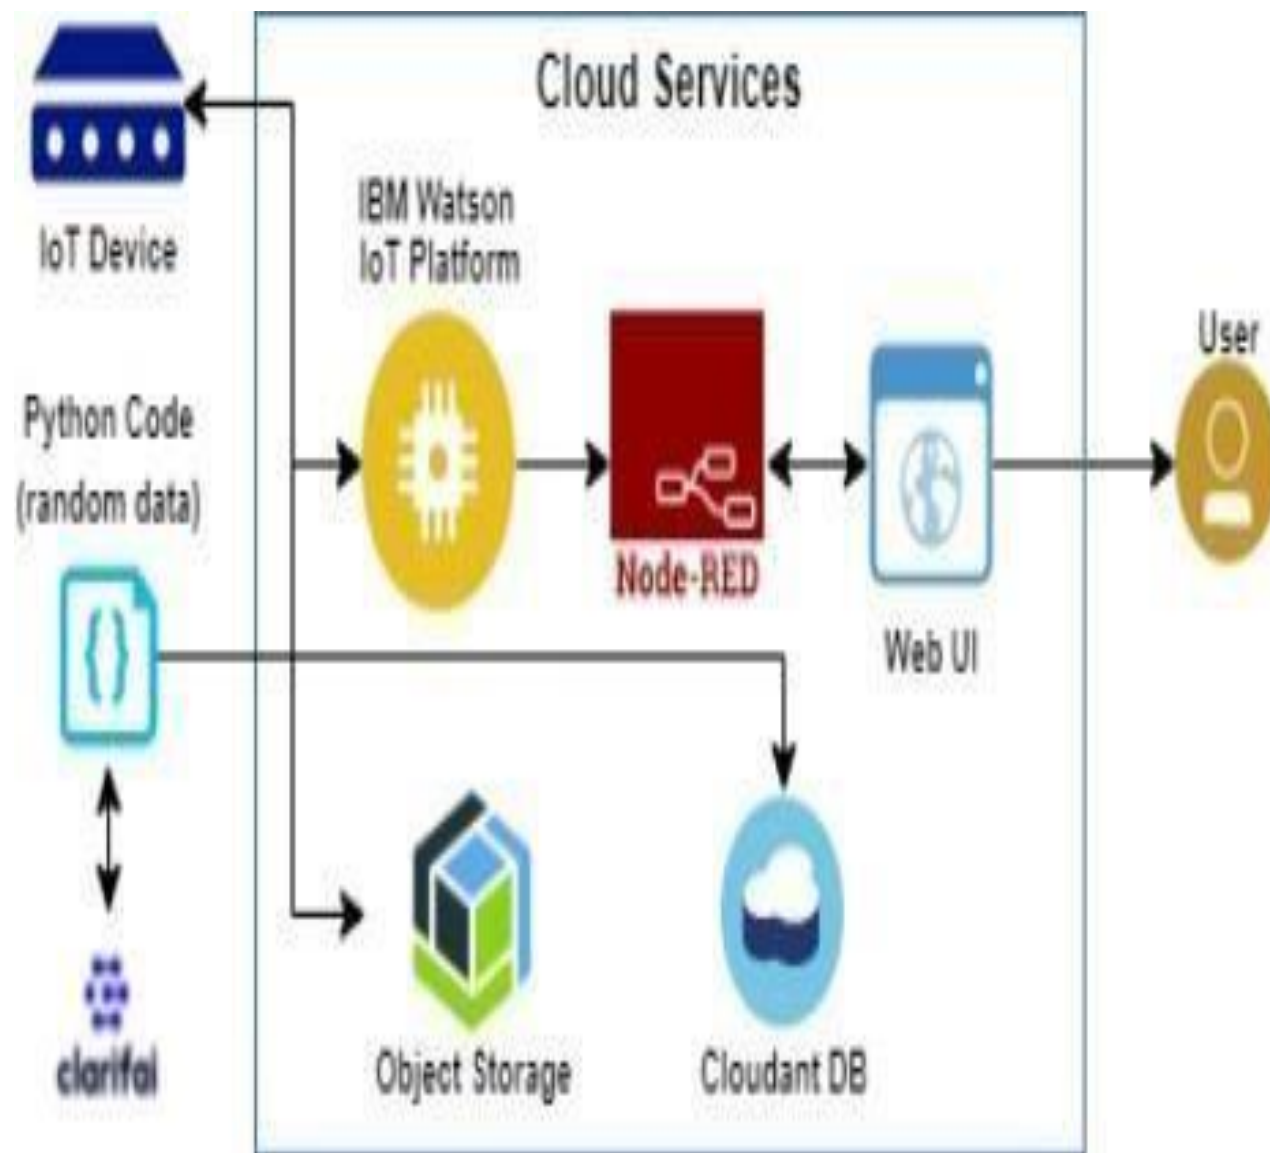 Cloud Services
IoT Device
IBM Watson
IoT Platform
User
Python Code
(random data)
Node-RED
Web UI
clarifai
Object Storage
Cloudant DB